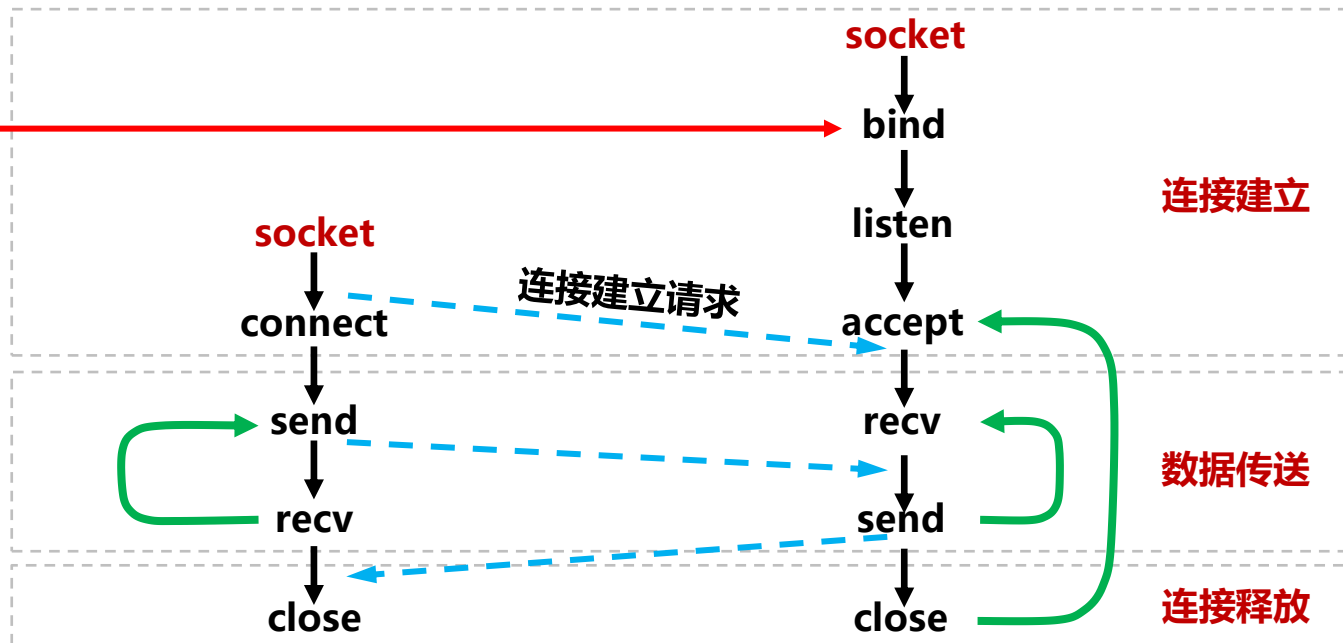 socket
bind
连接建立
listen
socket
连接建立请求
connect
accept
send
recv
数据传送
recv
send
连接释放
close
close